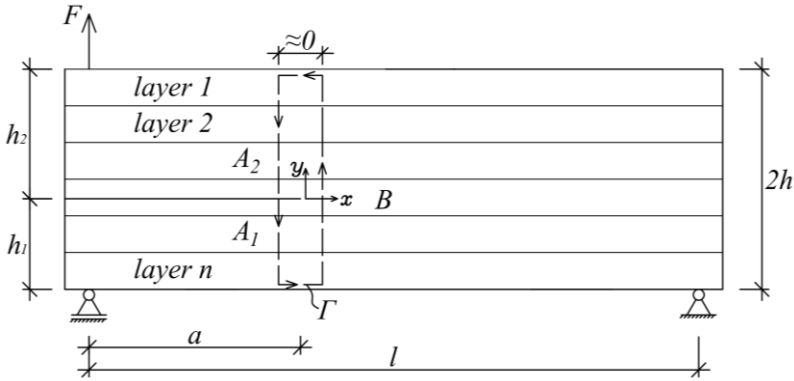 F
≈0
layer 1
layer 2
h₂
A₂
y
x
B
2h
h₁
A₁
layer n
Γ
a
l